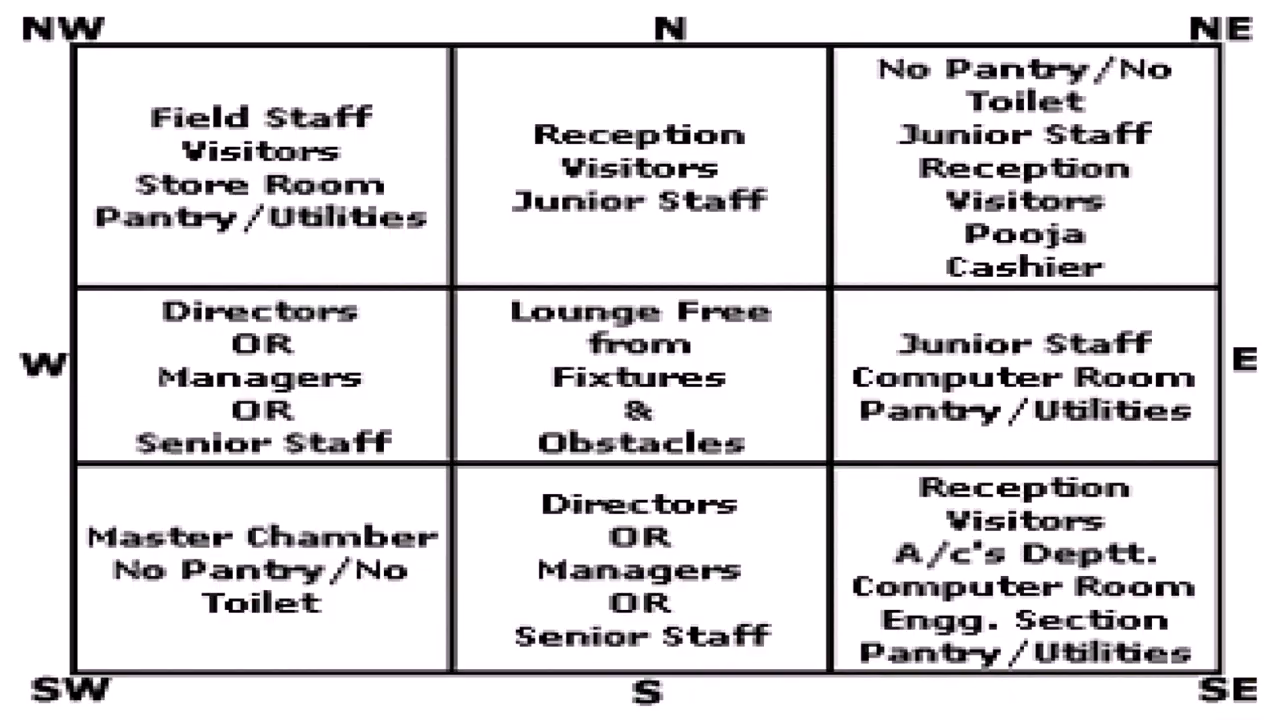 NW
N
NE
Field Staff
Visitors
Store Room
Pantry/Utilities
Reception
Visitors
Junior Staff
No Pantry/No
Toilet
Junior Staff
Reception
Visitors
Pooja
Cashier
W
Directors
OR
Managers
OR
Senior Staff
Lounge Free
from
Fixtures
&
Obstacles
Junior Staff
Computer Room
Pantry/Utilities
E
Master Chamber
No Pantry/No
Toilet
Directors
OR
Managers
OR
Senior Staff
Reception
Visitors
A/c's Deptt.
Computer Room
Engg. Section
Pantry/Utilities
SW
S
SE